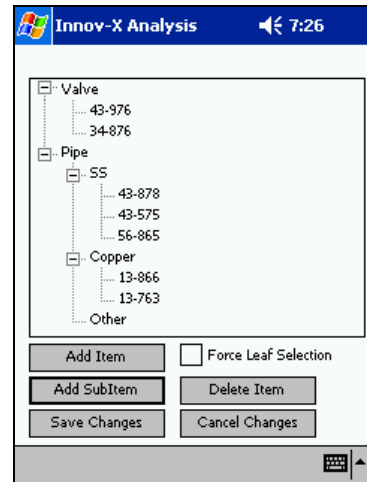 Innov-X Analysis 7:26
Valve
43-976
34-876
Pipe
SS
43-878
43-575
56-865
Copper
13-866
13-763
Other
Add Item Force Leaf Selection
Add SubItem Delete Item
Save Changes Cancel Changes